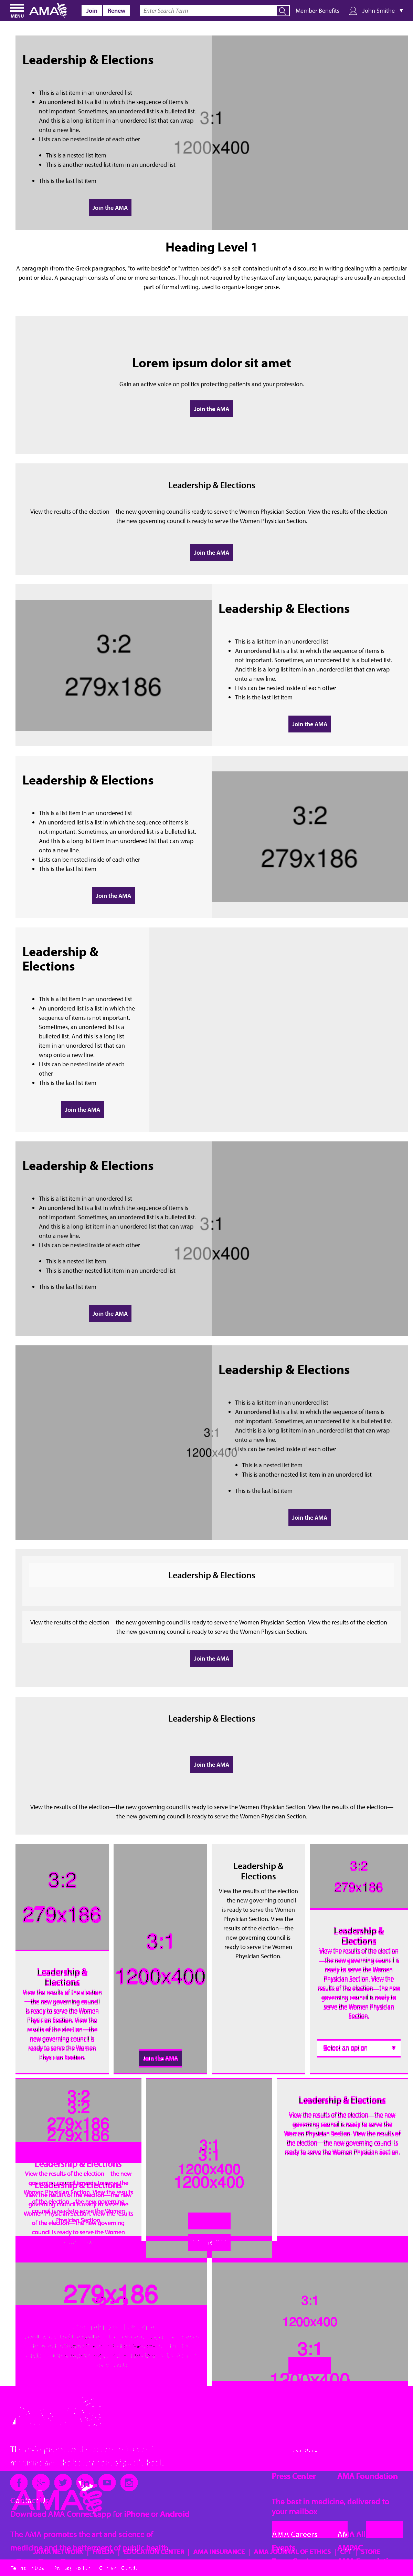 MENU
AMA
Join
Renew
Enter Search Term
Member Benefits
John Smithe
Leadership & Elections
This is a list item in an unordered list
An unordered list is a list in which the sequence of items is
not important. Sometimes, an unordered list is a bulleted list.
And this is a long list item in an unordered list that can wrap
onto a new line.
Lists can be nested inside of each other
This is a nested list item
This is another nested list item in an unordered list
This is the last list item
Join the AMA
3:1
1200x400
Heading Level 1
A paragraph (from the Greek paragraphos, "to write beside" or "written beside") is a self-contained unit of a discourse in writing dealing with a particular
point or idea. A paragraph consists of one or more sentences. Though not required by the syntax of any language, paragraphs are usually an expected
part of formal writing, used to organize longer prose.
Lorem ipsum dolor sit amet
Gain an active voice on politics protecting patients and your profession.
Join the AMA
Leadership & Elections
View the results of the election—the new governing council is ready to serve the Women Physician Section. View the results of the election—
the new governing council is ready to serve the Women Physician Section.
Join the AMA
3:2
279x186
Leadership & Elections
This is a list item in an unordered list
An unordered list is a list in which the sequence of items is
not important. Sometimes, an unordered list is a bulleted list.
And this is a long list item in an unordered list that can wrap
onto a new line.
Lists can be nested inside of each other
This is the last list item
Join the AMA
Leadership & Elections
This is a list item in an unordered list
An unordered list is a list in which the sequence of items is
not important. Sometimes, an unordered list is a bulleted list.
And this is a long list item in an unordered list that can wrap
onto a new line.
Lists can be nested inside of each other
This is the last list item
Join the AMA
3:2
279x186
Leadership &
Elections
This is a list item in an unordered list
An unordered list is a list in which the
sequence of items is not important.
Sometimes, an unordered list is a
bulleted list. And this is a long list
item in an unordered list that can
wrap onto a new line.
Lists can be nested inside of each
other
This is the last list item
Join the AMA
Leadership & Elections
This is a list item in an unordered list
An unordered list is a list in which the sequence of items is
not important. Sometimes, an unordered list is a bulleted list.
And this is a long list item in an unordered list that can wrap
onto a new line.
Lists can be nested inside of each other
This is a nested list item
This is another nested list item in an unordered list
This is the last list item
Join the AMA
3:1
1200x400
Leadership & Elections
This is a list item in an unordered list
An unordered list is a list in which the sequence of items is
not important. Sometimes, an unordered list is a bulleted list.
And this is a long list item in an unordered list that can wrap
onto a new line.
Lists can be nested inside of each other
This is a nested list item
This is another nested list item in an unordered list
This is the last list item
Join the AMA
3:1
1200x400
Leadership & Elections
View the results of the election—the new governing council is ready to serve the Women Physician Section. View the results of the election—
the new governing council is ready to serve the Women Physician Section.
Join the AMA
Leadership & Elections
Join the AMA
View the results of the election—the new governing council is ready to serve the Women Physician Section. View the results of the election—
the new governing council is ready to serve the Women Physician Section.
3:2
279x186
Leadership &
Elections
View the results of the election
—the new governing council is
ready to serve the Women
Physician Section. View the
results of the election—the
new governing council is
ready to serve the Women
Physician Section.
3:1
1200x400
Join the AMA
Leadership &
Elections
View the results of the election
—the new governing council
is ready to serve the Women
Physician Section. View the
results of the election—the
new governing council is
ready to serve the Women
Physician Section.
3:2
279x186
Leadership &
Elections
View the results of the election
—the new governing council is
ready to serve the Women
Physician Section. View the
results of the election—the new
governing council is ready to
serve the Women Physician
Section.
Select an option
3:2
3:2
279x186
279x186
Leadership & Elections
View the results of the election—the new
3:1
3:1
1200x400
1200x400
Leadership & Elections
View the results of the election—the new
governing council is ready to serve the Women
Physician Section. View the results of the election—
the new governing council is ready to serve the
Women Physician Section.
279x186
3:1
1200x400
3:1
1200x400
Press Center
AMA Foundation
Contact Us
The best in medicine, delivered to
your mailbox
Download AMA Connect app for iPhone or Android
AMA
The AMA promotes the art and science of
medicine and the betterment of public health.
AMA Careers
Events
EDUCATION CENTER
AMA INSURANCE
AMA JOURNAL OF ETHICS